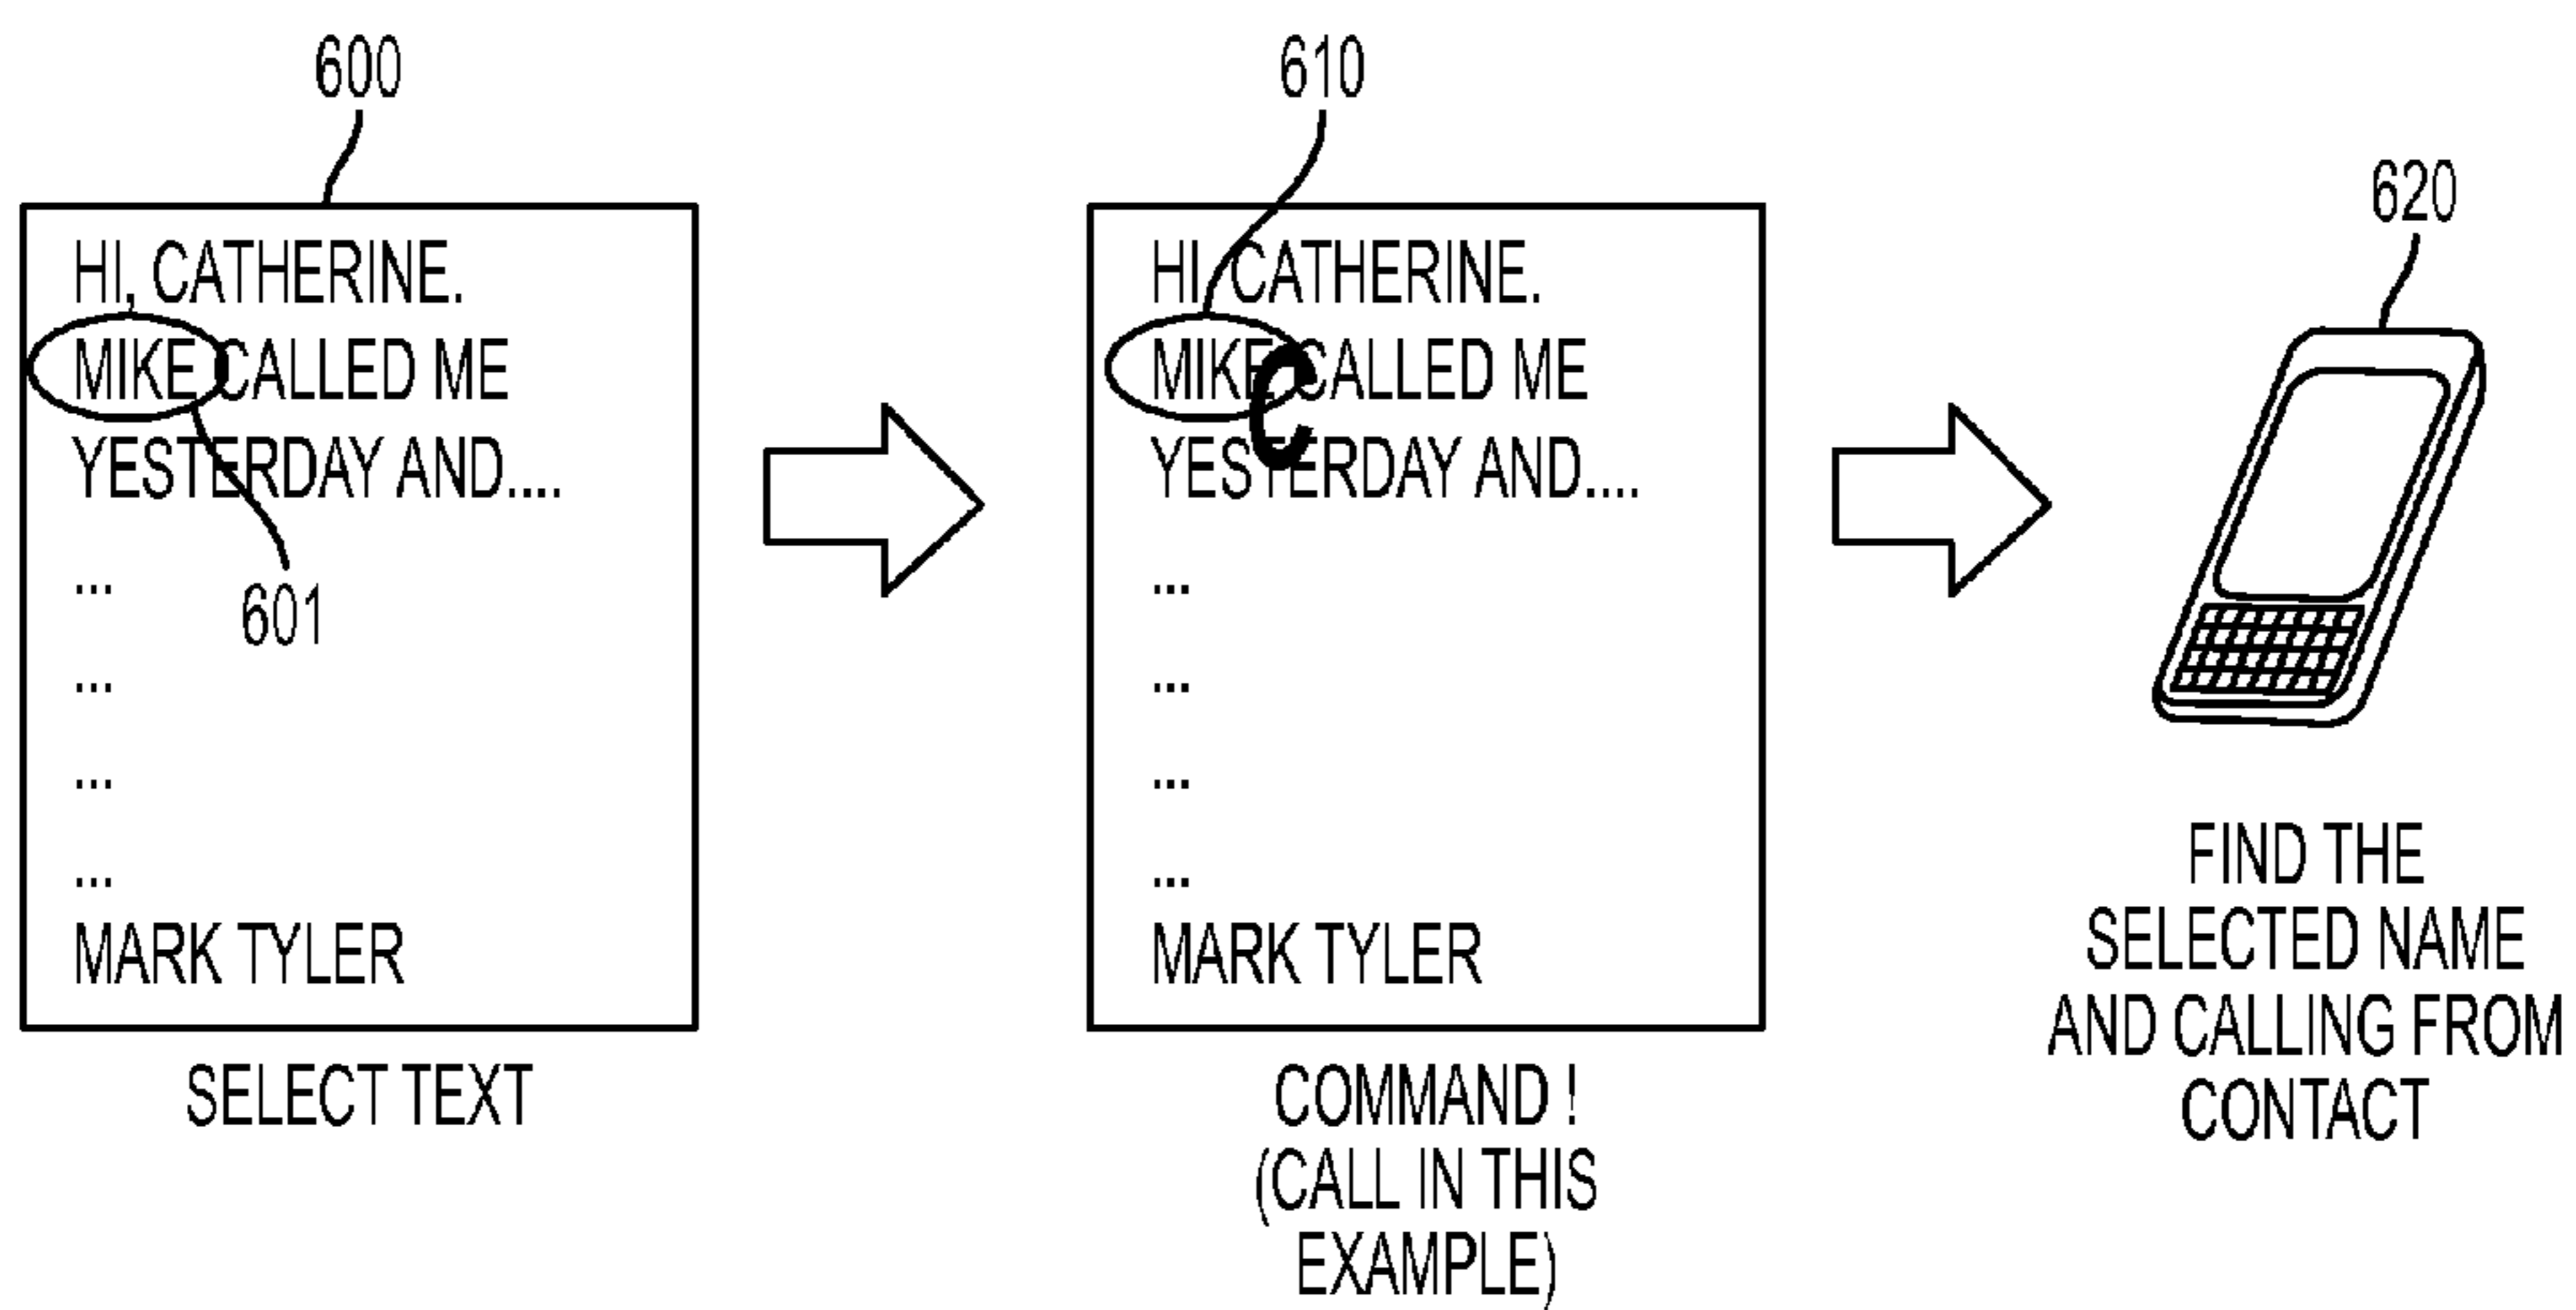 600
HI, CATHERINE.
MIKE CALLED ME
YESTERDAY AND....
...
601
...
...
...
MARK TYLER
SELECT TEXT
610
HI, CATHERINE.
MIKE CALLED ME
C
YESTERDAY AND....
...
...
...
...
MARK TYLER
COMMAND !
(CALL IN THIS
EXAMPLE)
620
FIND THE
SELECTED NAME
AND CALLING FROM
CONTACT